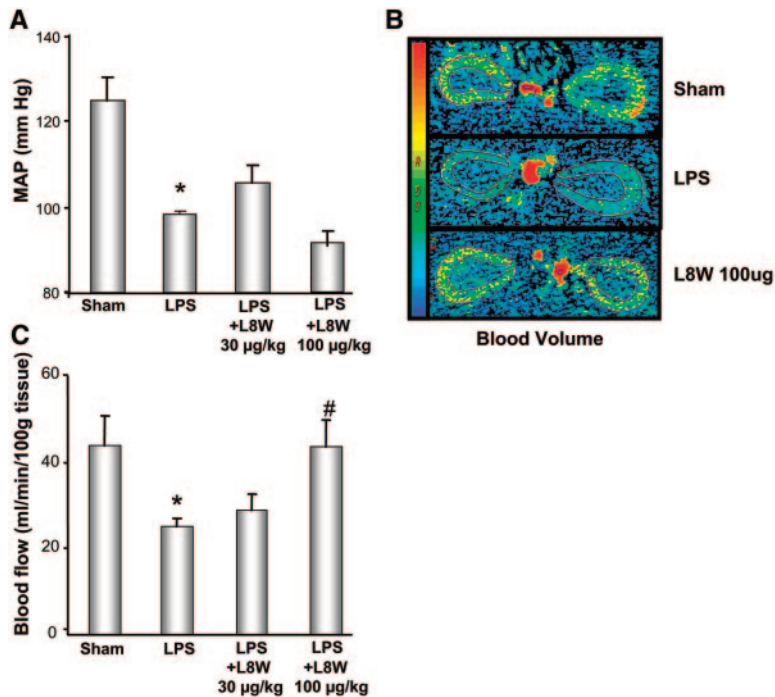 A
MAP (mm Hg)
140
120
100
80
*
Sham
LPS
LPS
+L8W
30 µg/kg
LPS
+L8W
100 µg/kg
B
Sham
LPS
L8W 100ug
Blood Volume
C
Blood flow (ml/min/100g tissue)
60
40
20
0
*
#
Sham
LPS
LPS
+L8W
30 µg/kg
LPS
+L8W
100 µg/kg